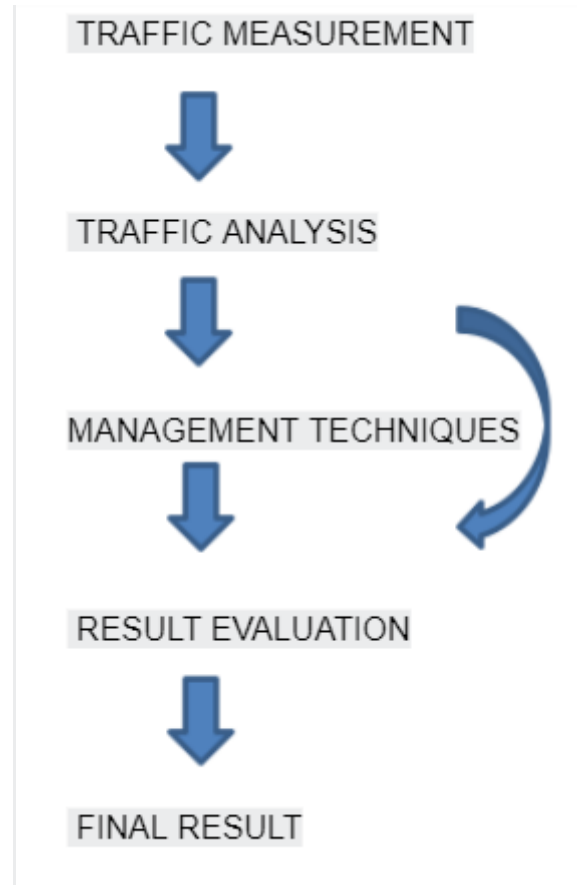 TRAFFIC MEASUREMENT
TRAFFIC ANALYSIS
MANAGEMENT TECHNIQUES
RESULT EVALUATION
FINAL RESULT